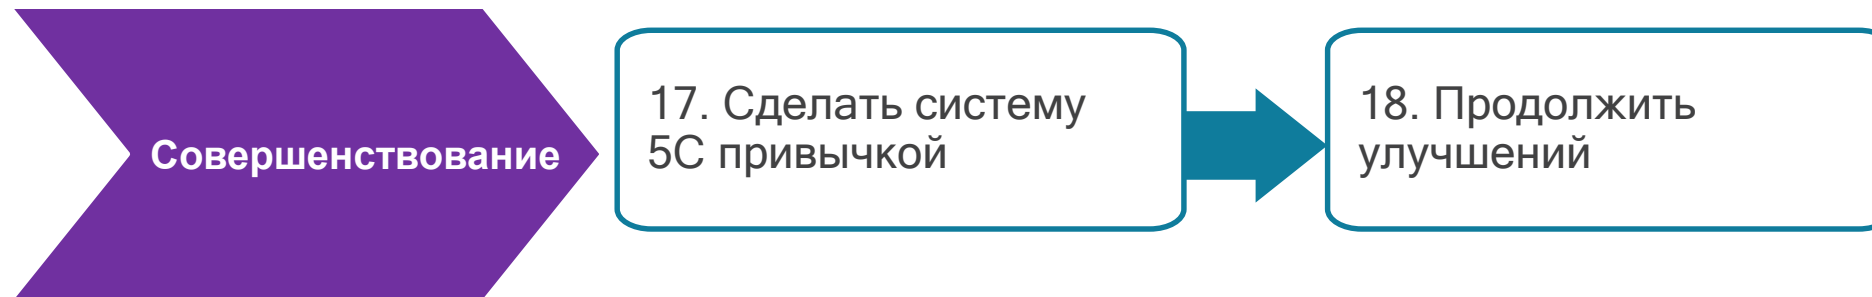 Совершенствование
17. Сделать систему
5С привычкой
18. Продолжить
улучшений